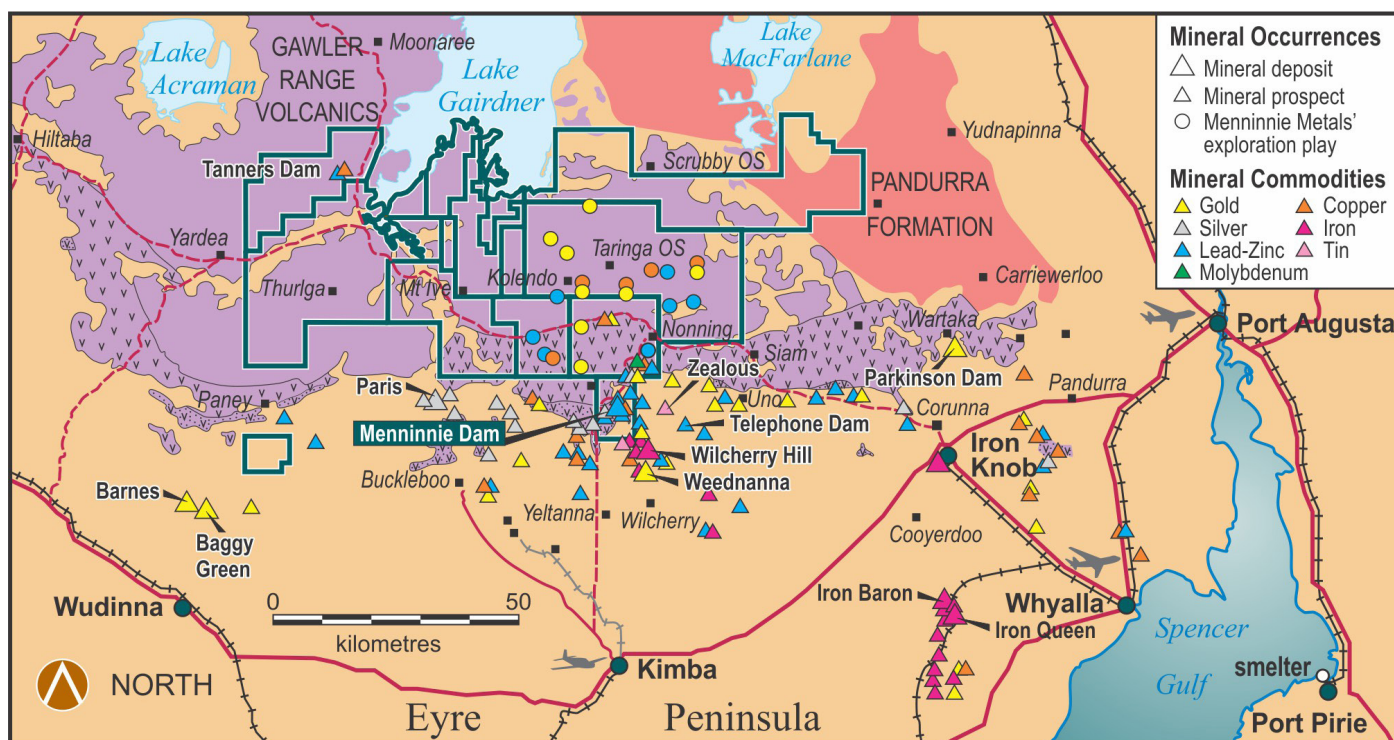 Lake
Acraman
GAWLER
RANGE
VOLCANICS
Moonaree
Lake
Gairdner
Lake
MacFarlane
Hiltaba
Tanners Dam
Scrubby OS
Yudnapinna
PANDURRA
FORMATION
Yardea
Taringa OS
Kolendo
Thurlga
Mt Ive
Carriewerloo
Nonning
Siam
Wartaka
Port Augusta
Paris
Zealous
Parkinson Dam
Paney
Uno
Pandurra
Menninnie Dam
Telephone Dam
Corunna
Wilcherry Hill
Iron
Knob
Weednanna
Buckleboo
Barnes
Yeltanna
Wilcherry
Cooyerdoo
Baggy
Green
Wudinna
0
50
kilometres
Iron Baron
Iron Queen
Whyalla
Spencer
Gulf
smelter
Port Pirie
NORTH
Kimba
Eyre Peninsula
Mineral Occurrences
Mineral deposit
Mineral prospect
Menninnie Metals'
exploration play
Mineral Commodities
Gold
Copper
Silver
Iron
Lead-Zinc
Tin
Molybdenum